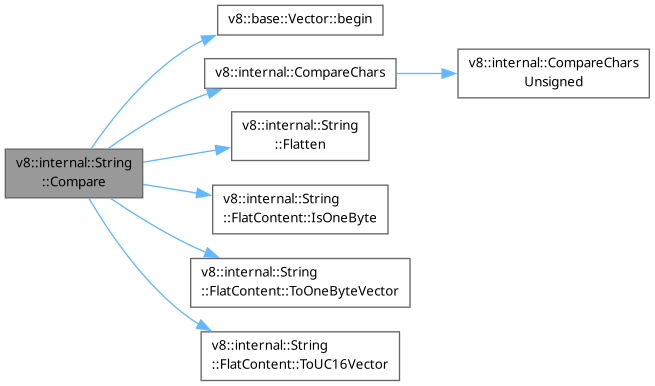 v8::base::Vector::begin
v8::internal::CompareChars
v8::internal::CompareChars
Unsigned
v8::internal::String
::Flatten
v8::internal::String
::Compare
v8::internal::String
::FlatContent::IsOneByte
v8::internal::String
::FlatContent::ToOneByteVector
v8::internal::String
::FlatContent::ToUC16Vector